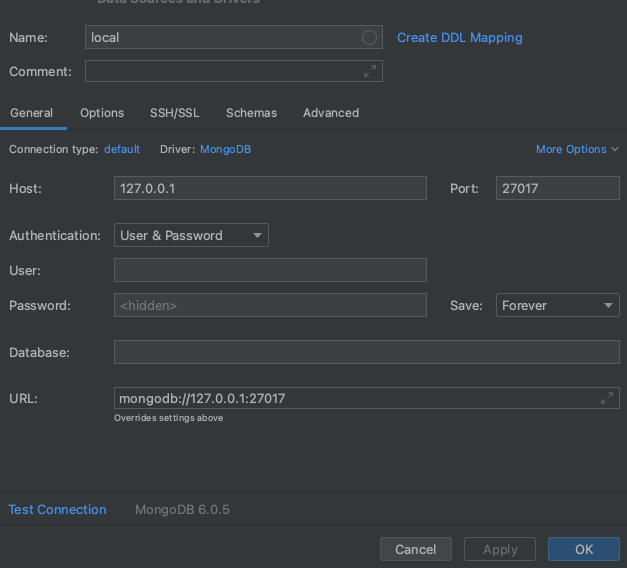 Data Sources and Drivers
Name: local Create DDL Mapping
Comment:
General Options SSH/SSL Schemas Advanced
Connection type: default Driver: MongoDB More Options
Host: 127.0.0.1 Port: 27017
Authentication: User & Password
User:
Password: <hidden> Save: Forever
Database:
URL: mongodb://127.0.0.1:27017
Overrides settings above
Test Connection MongoDB 6.0.5
Cancel Apply OK